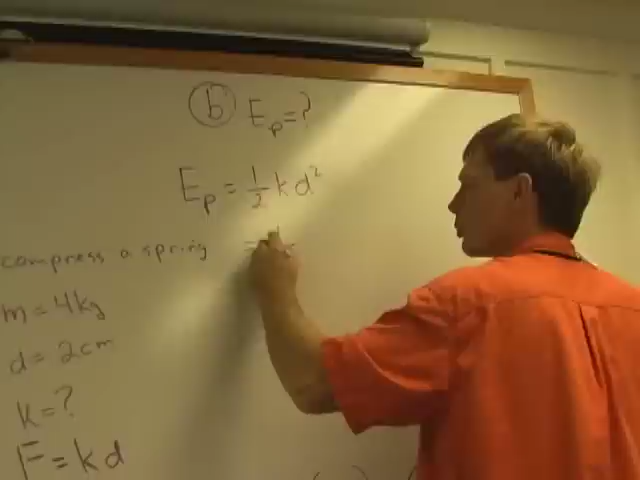 b Eₚ=?
Eₚ = 1/2 k d²
=
compress a spring
m = 4kg
d = 2cm
k = ?
F = kd